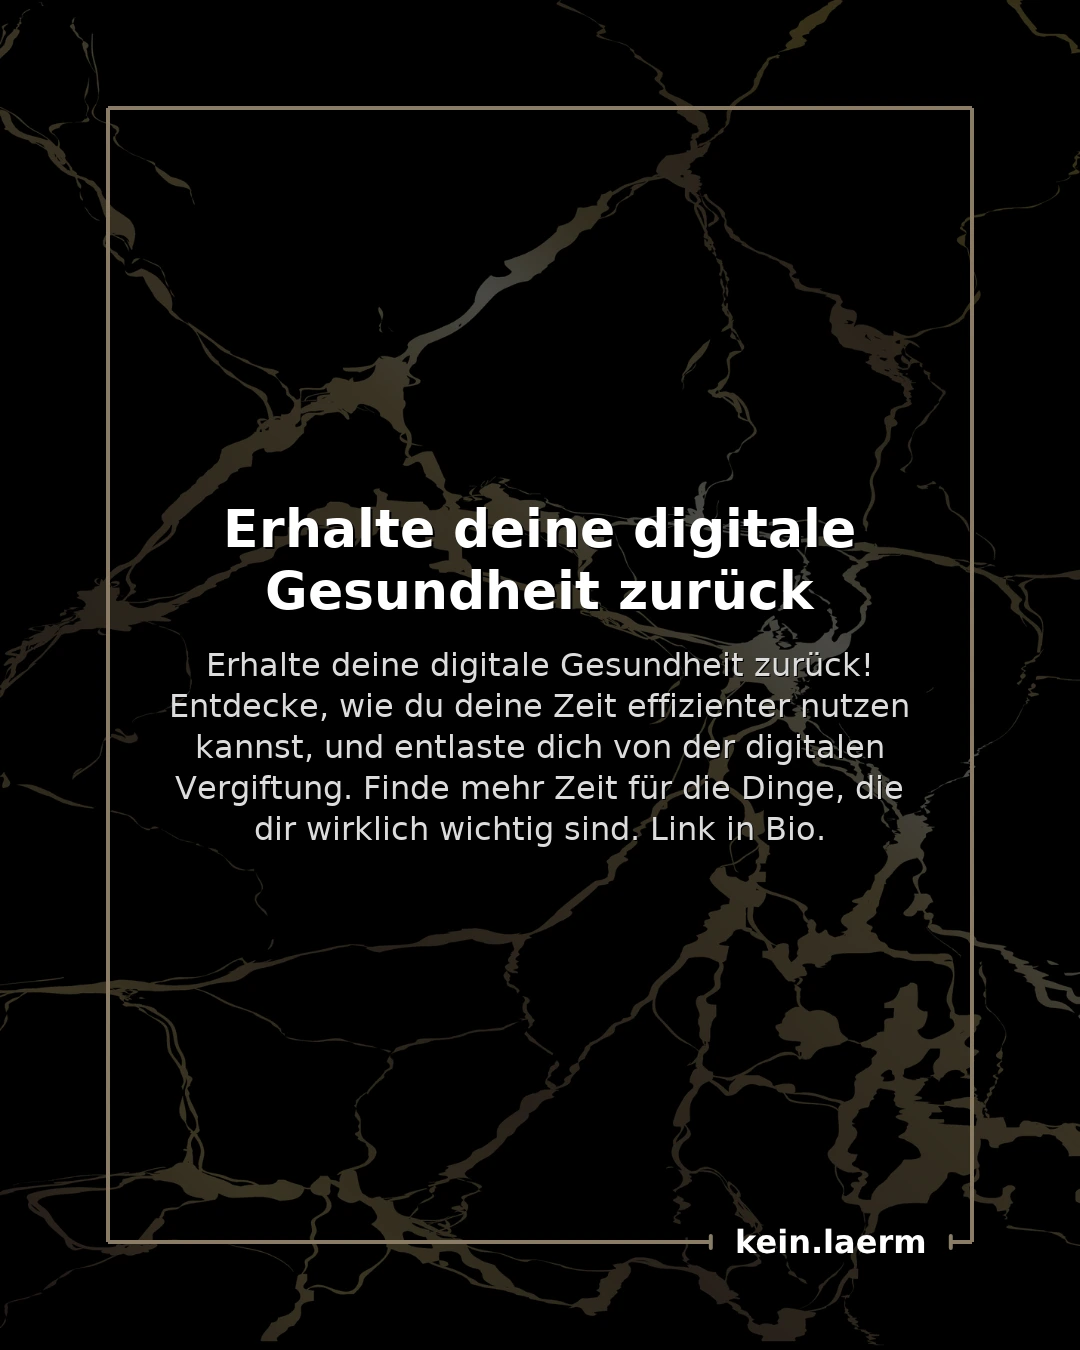 Erhalte deine digitale
Gesundheit zurück
Erhalte deine digitale Gesundheit zurück!
Entdecke, wie du deine Zeit effizienter nutzen
kannst, und entlaste dich von der digitalen
Vergiftung. Finde mehr Zeit für die Dinge, die
dir wirklich wichtig sind. Link in Bio.
kein.laerm